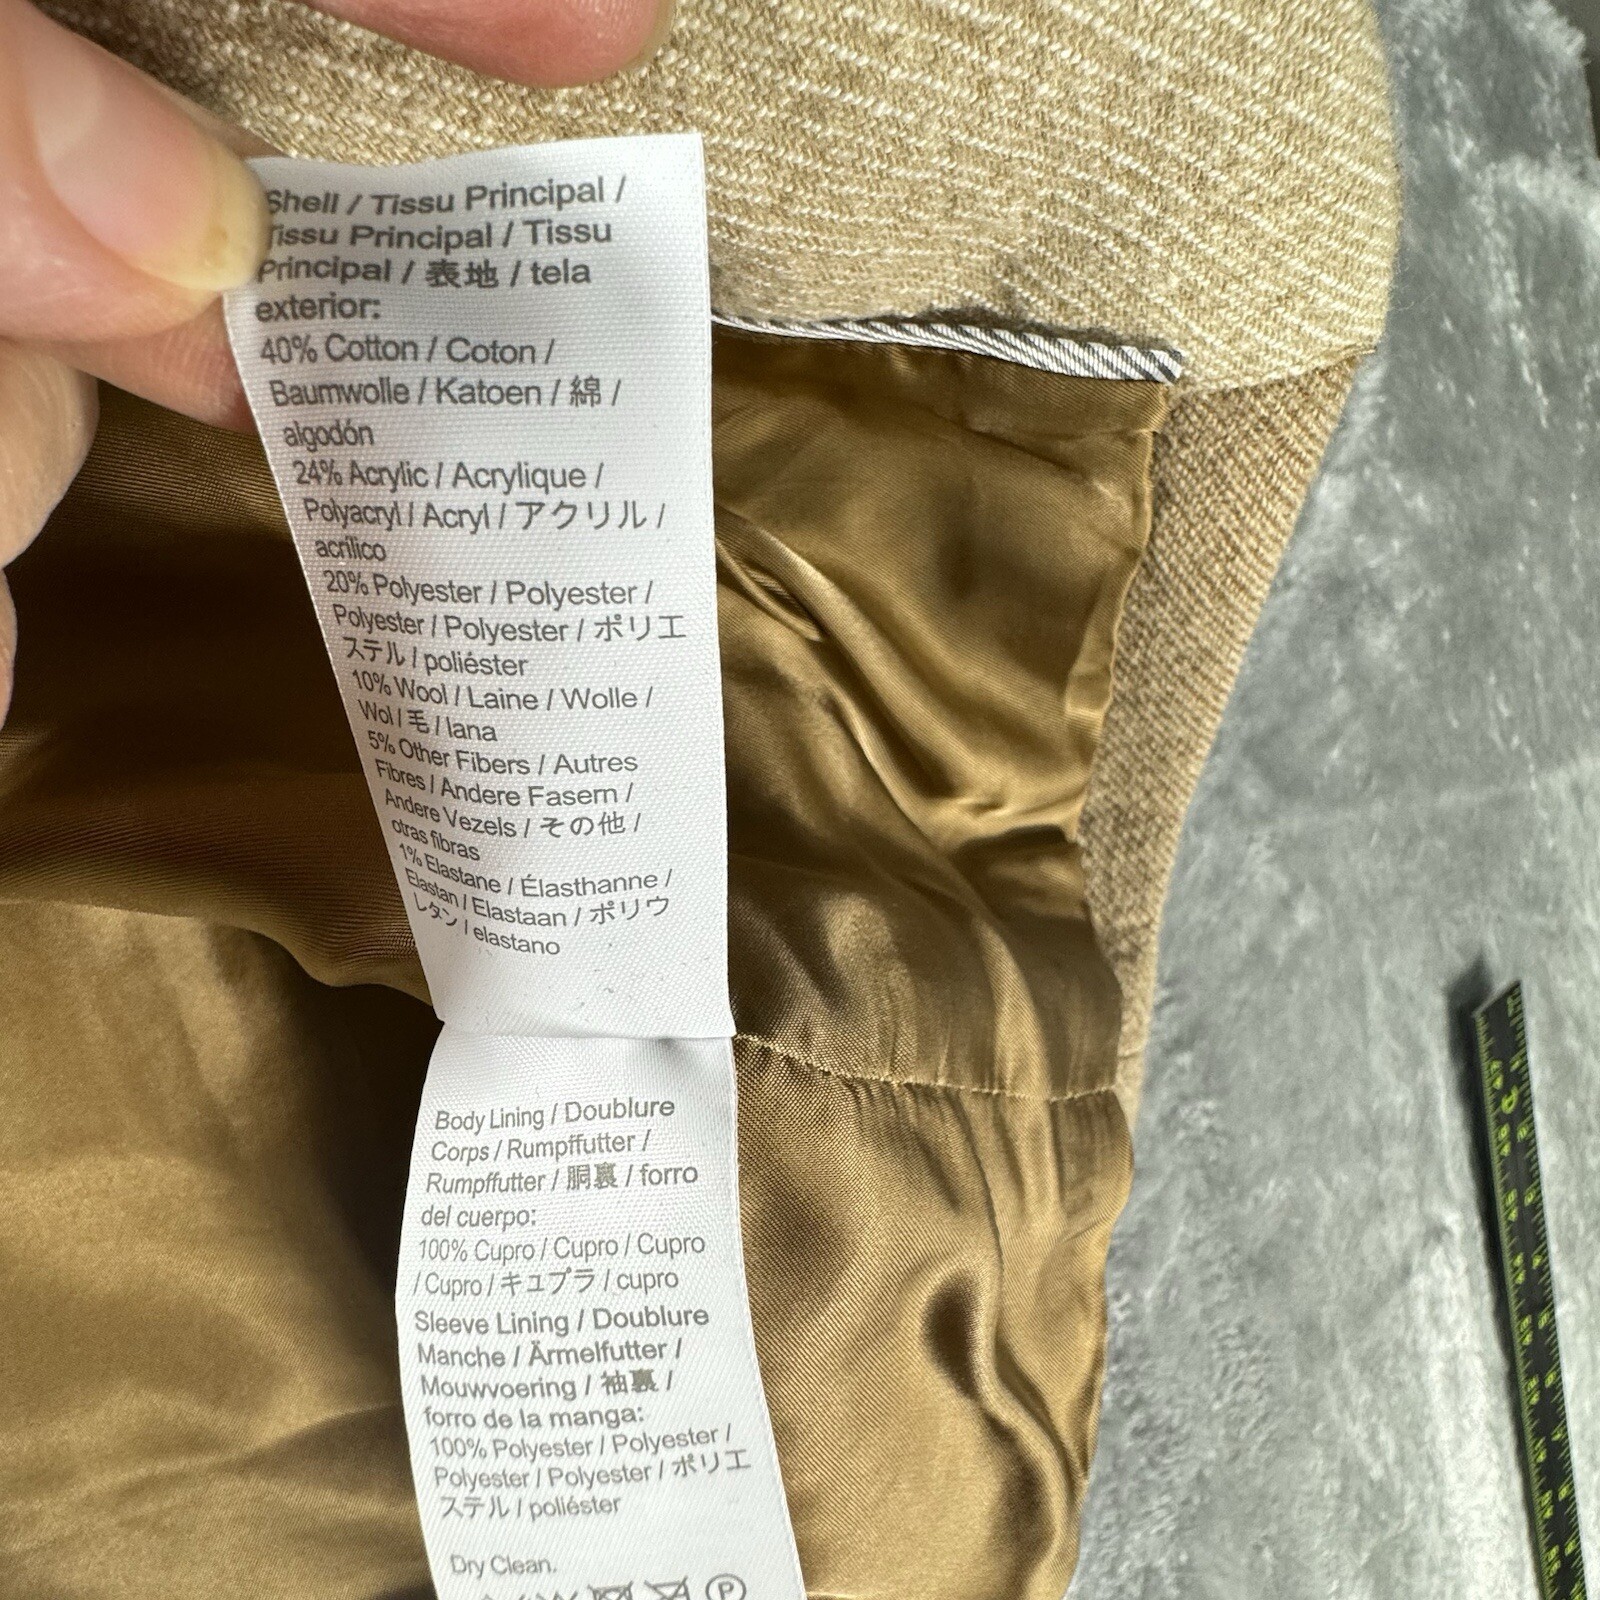 Shell / Tissu Principal /
Tissu Principal / Tissu
Principal / 表地 / tela
exterior:
40% Cotton / Coton /
Baumwolle / Katoen / 綿 /
algodón
24% Acrylic / Acrylique /
Polyacryl / Acryl / アクリル /
acrílico
20% Polyester / Polyester /
Polyester / Polyester / ポリエ
ステル / poliéster
10% Wool / Laine / Wolle /
Wol / 毛 / lana
5% Other Fibers / Autres
Fibres / Andere Fasern /
Andere Vezels / その他 /
otras fibras
1% Elastane / Élasthanne /
Elastan / Elastaan / ポリウ
レタン / elastano
Body Lining / Doublure
Corps / Rumpffutter /
Rumpffutter / 胴裏 / forro
del cuerpo:
100% Cupro / Cupro / Cupro
/ Cupro / キュプラ / cupro
Sleeve Lining / Doublure
Manche / Ärmelfutter /
Mouwvoering / 袖裏 /
forro de la manga:
100% Polyester / Polyester /
Polyester / Polyester / ポリエ
ステル / poliéster
Dry Clean.
P